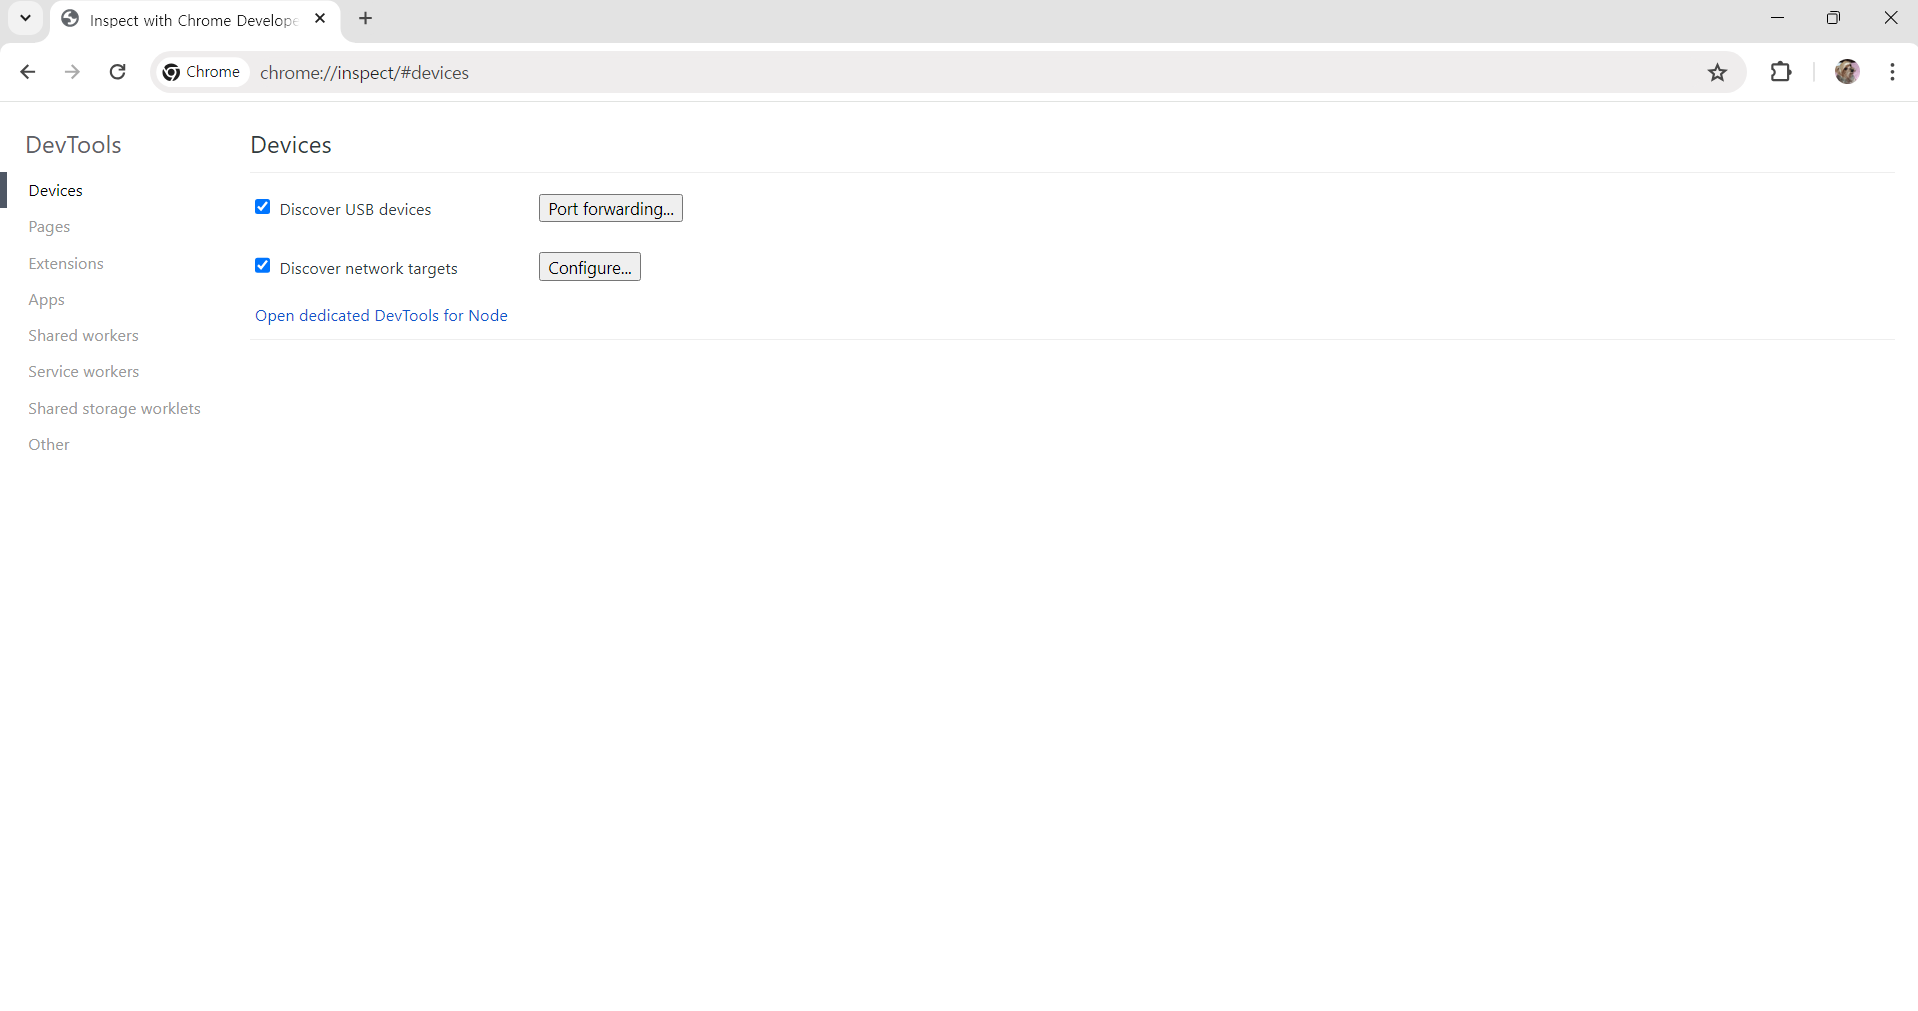 Inspect with Chrome Develope
Chrome
chrome://inspect/#devices
DevTools
Devices
Pages
Extensions
Apps
Shared workers
Service workers
Shared storage worklets
Other
Devices
Discover USB devices
Port forwarding...
Discover network targets
Configure...
Open dedicated DevTools for Node